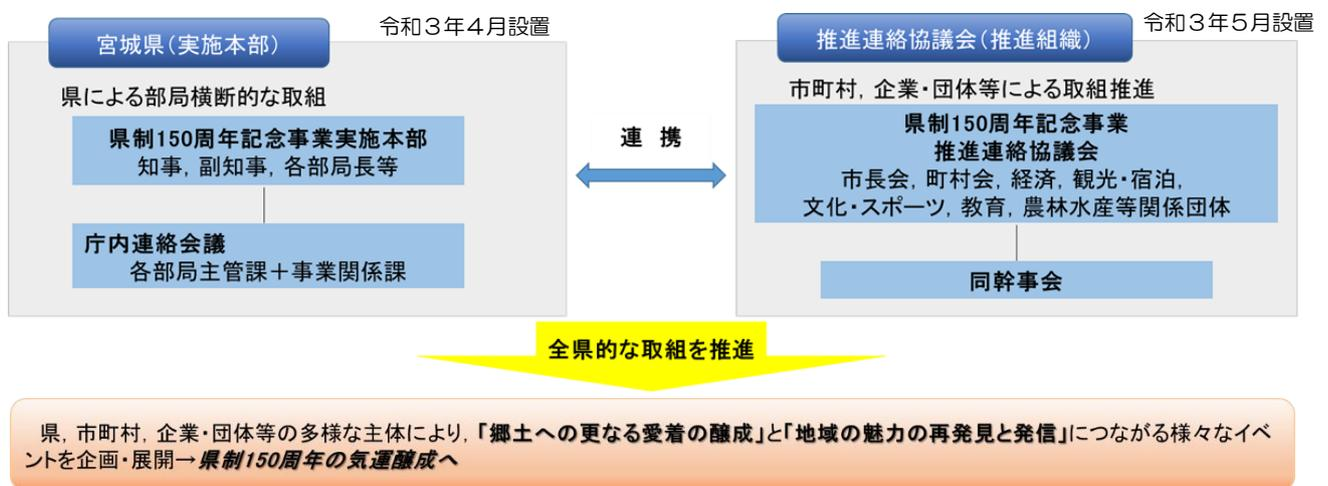 宮城県（実施本部）
令和３年４月設置
県による部局横断的な取組
県制150周年記念事業実施本部
知事，副知事，各部局長等
庁内連絡会議
各部局主管課＋事業関係課
連　携
推進連絡協議会（推進組織）
令和３年５月設置
市町村，企業・団体等による取組推進
県制150周年記念事業
推進連絡協議会
市長会，町村会，経済，観光・宿泊，
文化・スポーツ，教育，農林水産等関係団体
同幹事会
全県的な取組を推進
県，市町村，企業・団体等の多様な主体により，「郷土への更なる愛着の醸成」と「地域の魅力の再発見と発信」につながる様々なイベ
ントを企画・展開→県制150周年の気運醸成へ